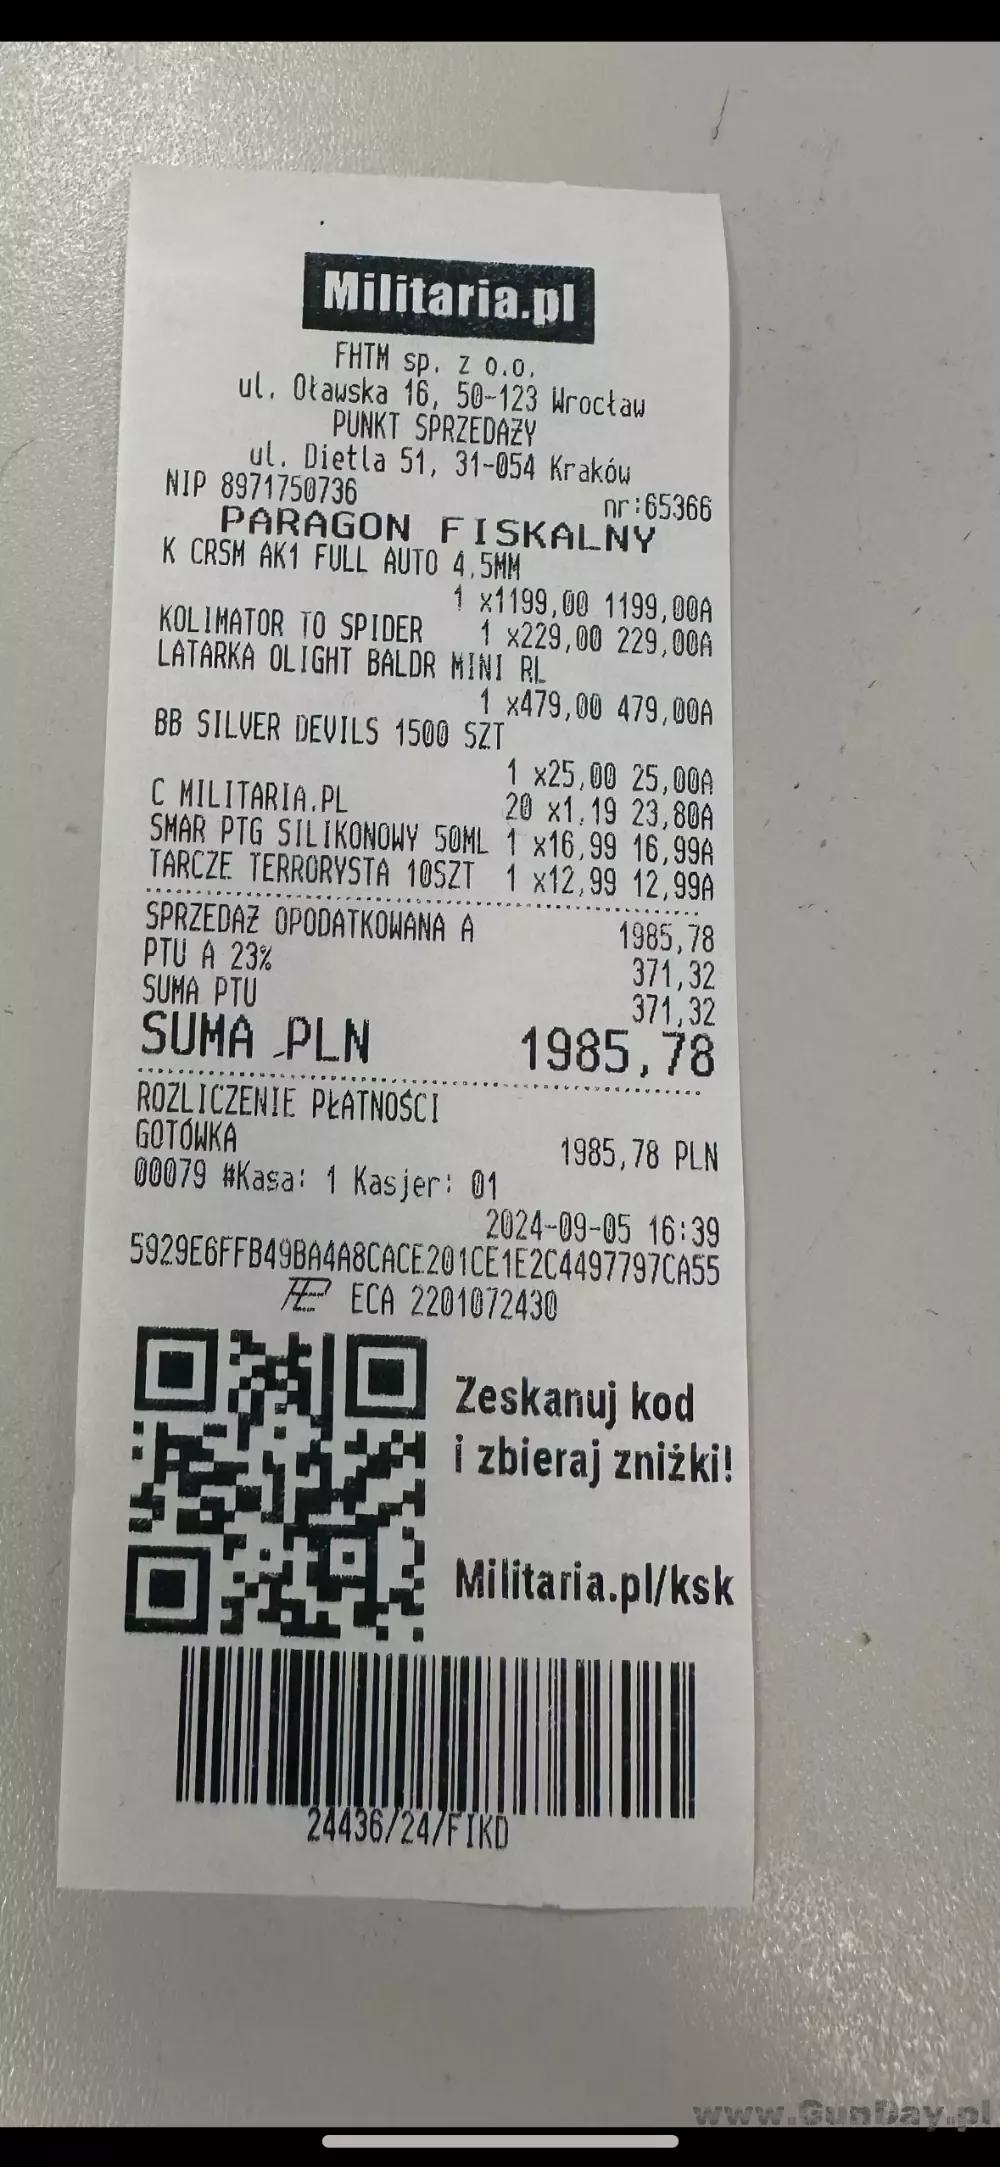 Militaria.pl
FHTM sp. z o.o.
ul. Oławska 16, 50-123 Wrocław
PUNKT SPRZEDAŻY
ul. Dietla 51, 31-054 Kraków
NIP 8971750736 nr:65366
PARAGON FISKALNY
K CRSM AK1 FULL AUTO 4,5MM
1 x1199,00 1199,00A
KOLIMATOR TO SPIDER 1 x229,00 229,00A
LATARKA OLIGHT BALDR MINI RL
1 x479,00 479,00A
BB SILVER DEVILS 1500 SZT
1 x25,00 25,00A
C MILITARIA.PL 20 x1,19 23,80A
SMAR PTG SILIKONOWY 50ML 1 x16,99 16,99A
TARCZE TERRORYSTA 10SZT 1 x12,99 12,99A
SPRZEDAŻ OPODATKOWANA A 1985,78
PTU A 23% 371,32
SUMA PTU 371,32
SUMA PLN 1985,78
ROZLICZENIE PŁATNOŚCI
GOTÓWKA 1985,78 PLN
00079 #Kasa: 1 Kasjer: 01
2024-09-05 16:39
5929E6FFB49BA4A8CACE201CE1E2C4497797CA55
ECA 2201072430
Zeskanuj kod
i zbieraj zniżki!
Militaria.pl/ksk
24436/24/FIKD
www.GunDay.pl